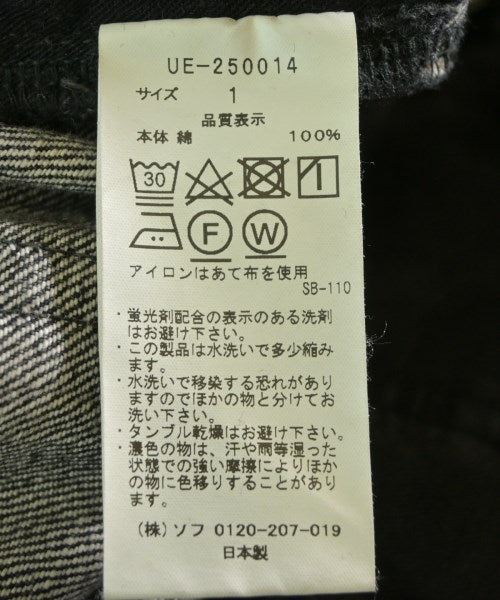 UE-250014
サイズ 1
品質表示
本体 綿 100%
30
F W
アイロンはあて布を使用
SB-110
・蛍光剤配合の表示のある洗剤
はお避け下さい。
・この製品は水洗いで多少縮み
ます。
・水洗いで移染する恐れがあり
ますのでほかの物と分けてお
洗い下さい。
・タンブル乾燥はお避け下さい。
・濃色の物は、汗や雨等湿った
状態での強い摩擦によりほか
の物に色移りすることがあり
ます。
(株)ソフ 0120-207-019
日本製